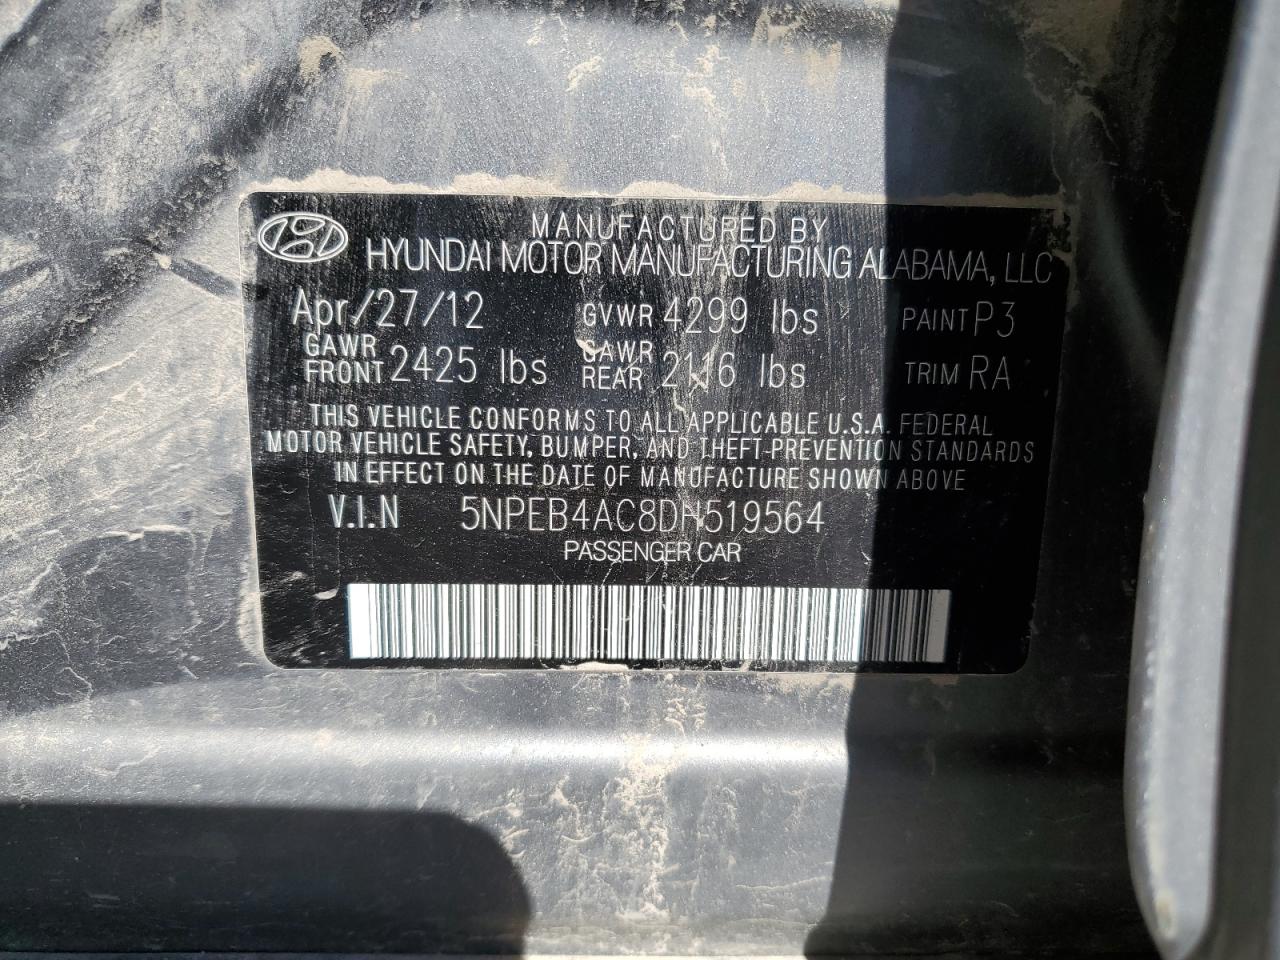 MANUFACTURED BY
HYUNDAI MOTOR MANUFACTURING ALABAMA, LLC
Apr/27/12 GVWR 4299 lbs PAINT P3
GAWR FRONT 2425 lbs GAWR REAR 2116 lbs TRIM RA
THIS VEHICLE CONFORMS TO ALL APPLICABLE U.S.A. FEDERAL
MOTOR VEHICLE SAFETY, BUMPER, AND THEFT-PREVENTION STANDARDS
IN EFFECT ON THE DATE OF MANUFACTURE SHOWN ABOVE
V.I.N 5NPEB4AC8DH519564
PASSENGER CAR